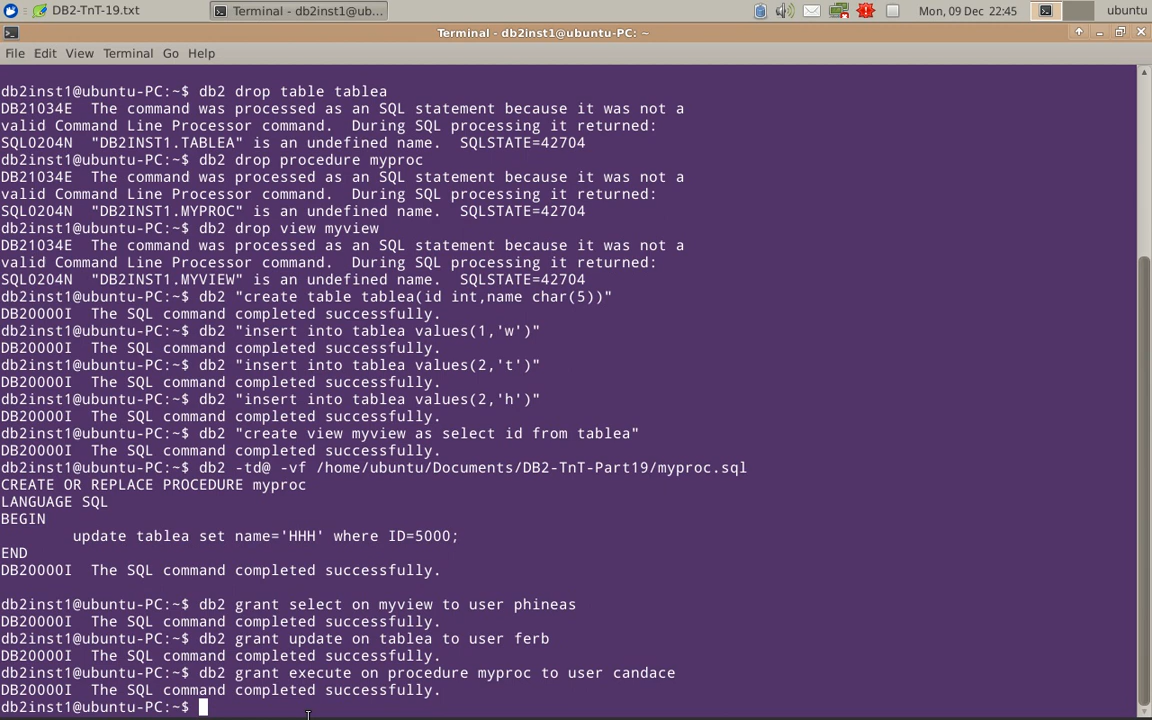 DB2-TnT-19.txt
Terminal - db2inst1@ub...
Mon, 09 Dec 22:45
ubuntu
Terminal - db2inst1@ubuntu-PC: ~
File Edit View Terminal Go Help
db2inst1@ubuntu-PC:~$ db2 drop table tablea
DB21034E  The command was processed as an SQL statement because it was not a
valid Command Line Processor command.  During SQL processing it returned:
SQL0204N  "DB2INST1.TABLEA" is an undefined name.  SQLSTATE=42704
db2inst1@ubuntu-PC:~$ db2 drop procedure myproc
DB21034E  The command was processed as an SQL statement because it was not a
valid Command Line Processor command.  During SQL processing it returned:
SQL0204N  "DB2INST1.MYPROC" is an undefined name.  SQLSTATE=42704
db2inst1@ubuntu-PC:~$ db2 drop view myview
DB21034E  The command was processed as an SQL statement because it was not a
valid Command Line Processor command.  During SQL processing it returned:
SQL0204N  "DB2INST1.MYVIEW" is an undefined name.  SQLSTATE=42704
db2inst1@ubuntu-PC:~$ db2 "create table tablea(id int,name char(5))"
DB20000I  The SQL command completed successfully.
db2inst1@ubuntu-PC:~$ db2 "insert into tablea values(1,'w')"
DB20000I  The SQL command completed successfully.
db2inst1@ubuntu-PC:~$ db2 "insert into tablea values(2,'t')"
DB20000I  The SQL command completed successfully.
db2inst1@ubuntu-PC:~$ db2 "insert into tablea values(2,'h')"
DB20000I  The SQL command completed successfully.
db2inst1@ubuntu-PC:~$ db2 "create view myview as select id from tablea"
DB20000I  The SQL command completed successfully.
db2inst1@ubuntu-PC:~$ db2 -td@ -vf /home/ubuntu/Documents/DB2-TnT-Part19/myproc.sql
CREATE OR REPLACE PROCEDURE myproc
LANGUAGE SQL
BEGIN
        update tablea set name='HHH' where ID=5000;
END
DB20000I  The SQL command completed successfully.
db2inst1@ubuntu-PC:~$ db2 grant select on myview to user phineas
DB20000I  The SQL command completed successfully.
db2inst1@ubuntu-PC:~$ db2 grant update on tablea to user ferb
DB20000I  The SQL command completed successfully.
db2inst1@ubuntu-PC:~$ db2 grant execute on procedure myproc to user candace
DB20000I  The SQL command completed successfully.
db2inst1@ubuntu-PC:~$